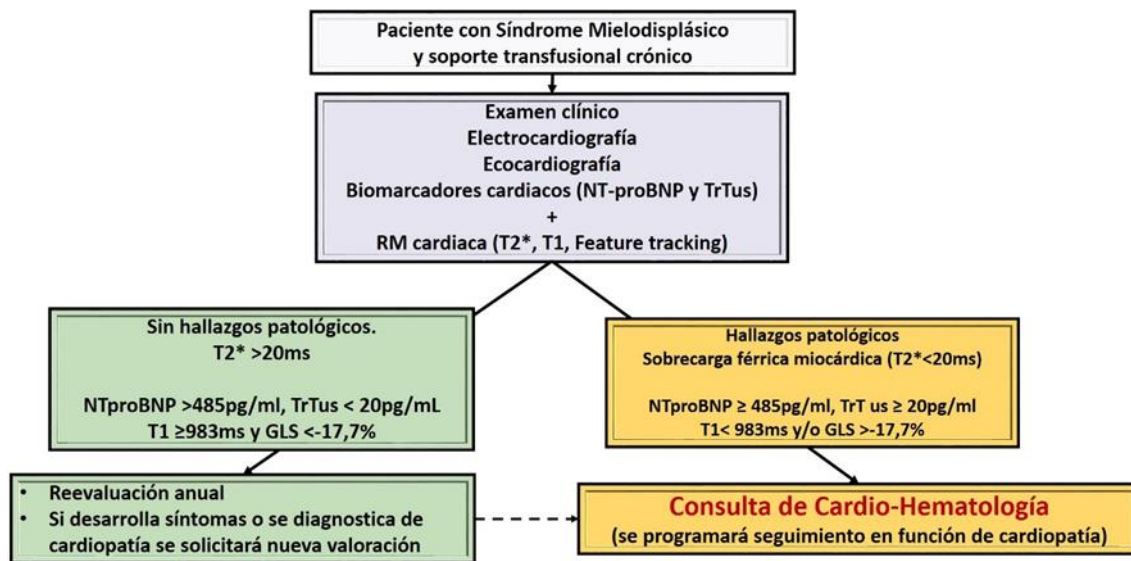 Paciente con Síndrome Mielodisplásico
y soporte transfusional crónico
Examen clínico
Electrocardiografía
Ecocardiografía
Biomarcadores cardiacos (NT-proBNP y TrTus)
+
RM cardiaca (T2*, T1, Feature tracking)
Sin hallazgos patológicos.
T2* >20ms
NTproBNP >485pg/ml, TrTus < 20pg/mL
T1 ≥983ms y GLS <-17,7%
Hallazgos patológicos
Sobrecarga férrica miocárdica (T2*<20ms)
NTproBNP ≥ 485pg/ml, TrT us ≥ 20pg/ml
T1< 983ms y/o GLS >-17,7%
• Reevaluación anual
• Si desarrolla síntomas o se diagnostica de
cardiopatía se solicitará nueva valoración
Consulta de Cardio-Hematología
(se programará seguimiento en función de cardiopatía)